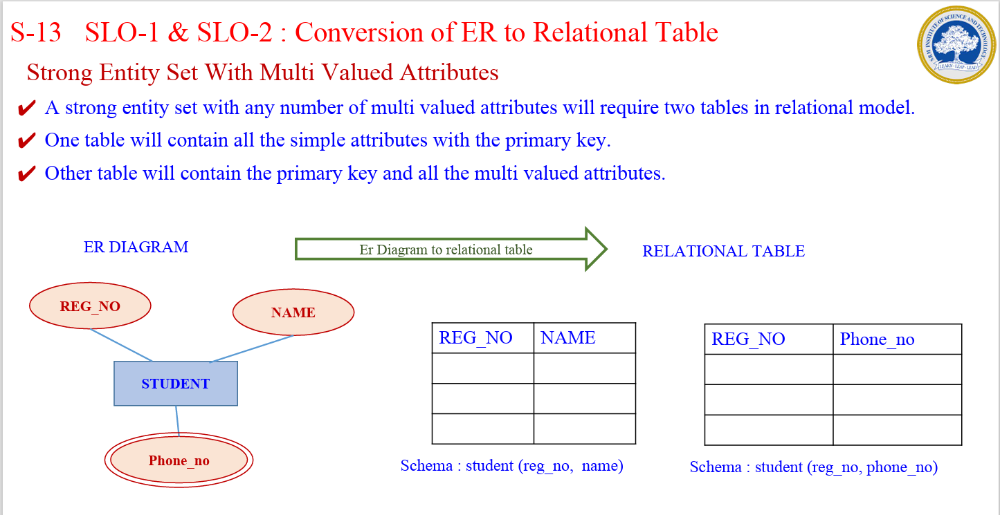 S-13 SLO-1 & SLO-2 : Conversion of ER to Relational Table
SRM INSTITUTE OF SCIENCE AND TECHNOLOGY
LEARN - LEAP - LEAD
Strong Entity Set With Multi Valued Attributes
✔ A strong entity set with any number of multi valued attributes will require two tables in relational model.
✔ One table will contain all the simple attributes with the primary key.
✔ Other table will contain the primary key and all the multi valued attributes.
ER DIAGRAM
Er Diagram to relational table
RELATIONAL TABLE
REG_NO
NAME
STUDENT
Phone_no
REG_NO NAME
Schema : student (reg_no, name)
REG_NO Phone_no
Schema : student (reg_no, phone_no)